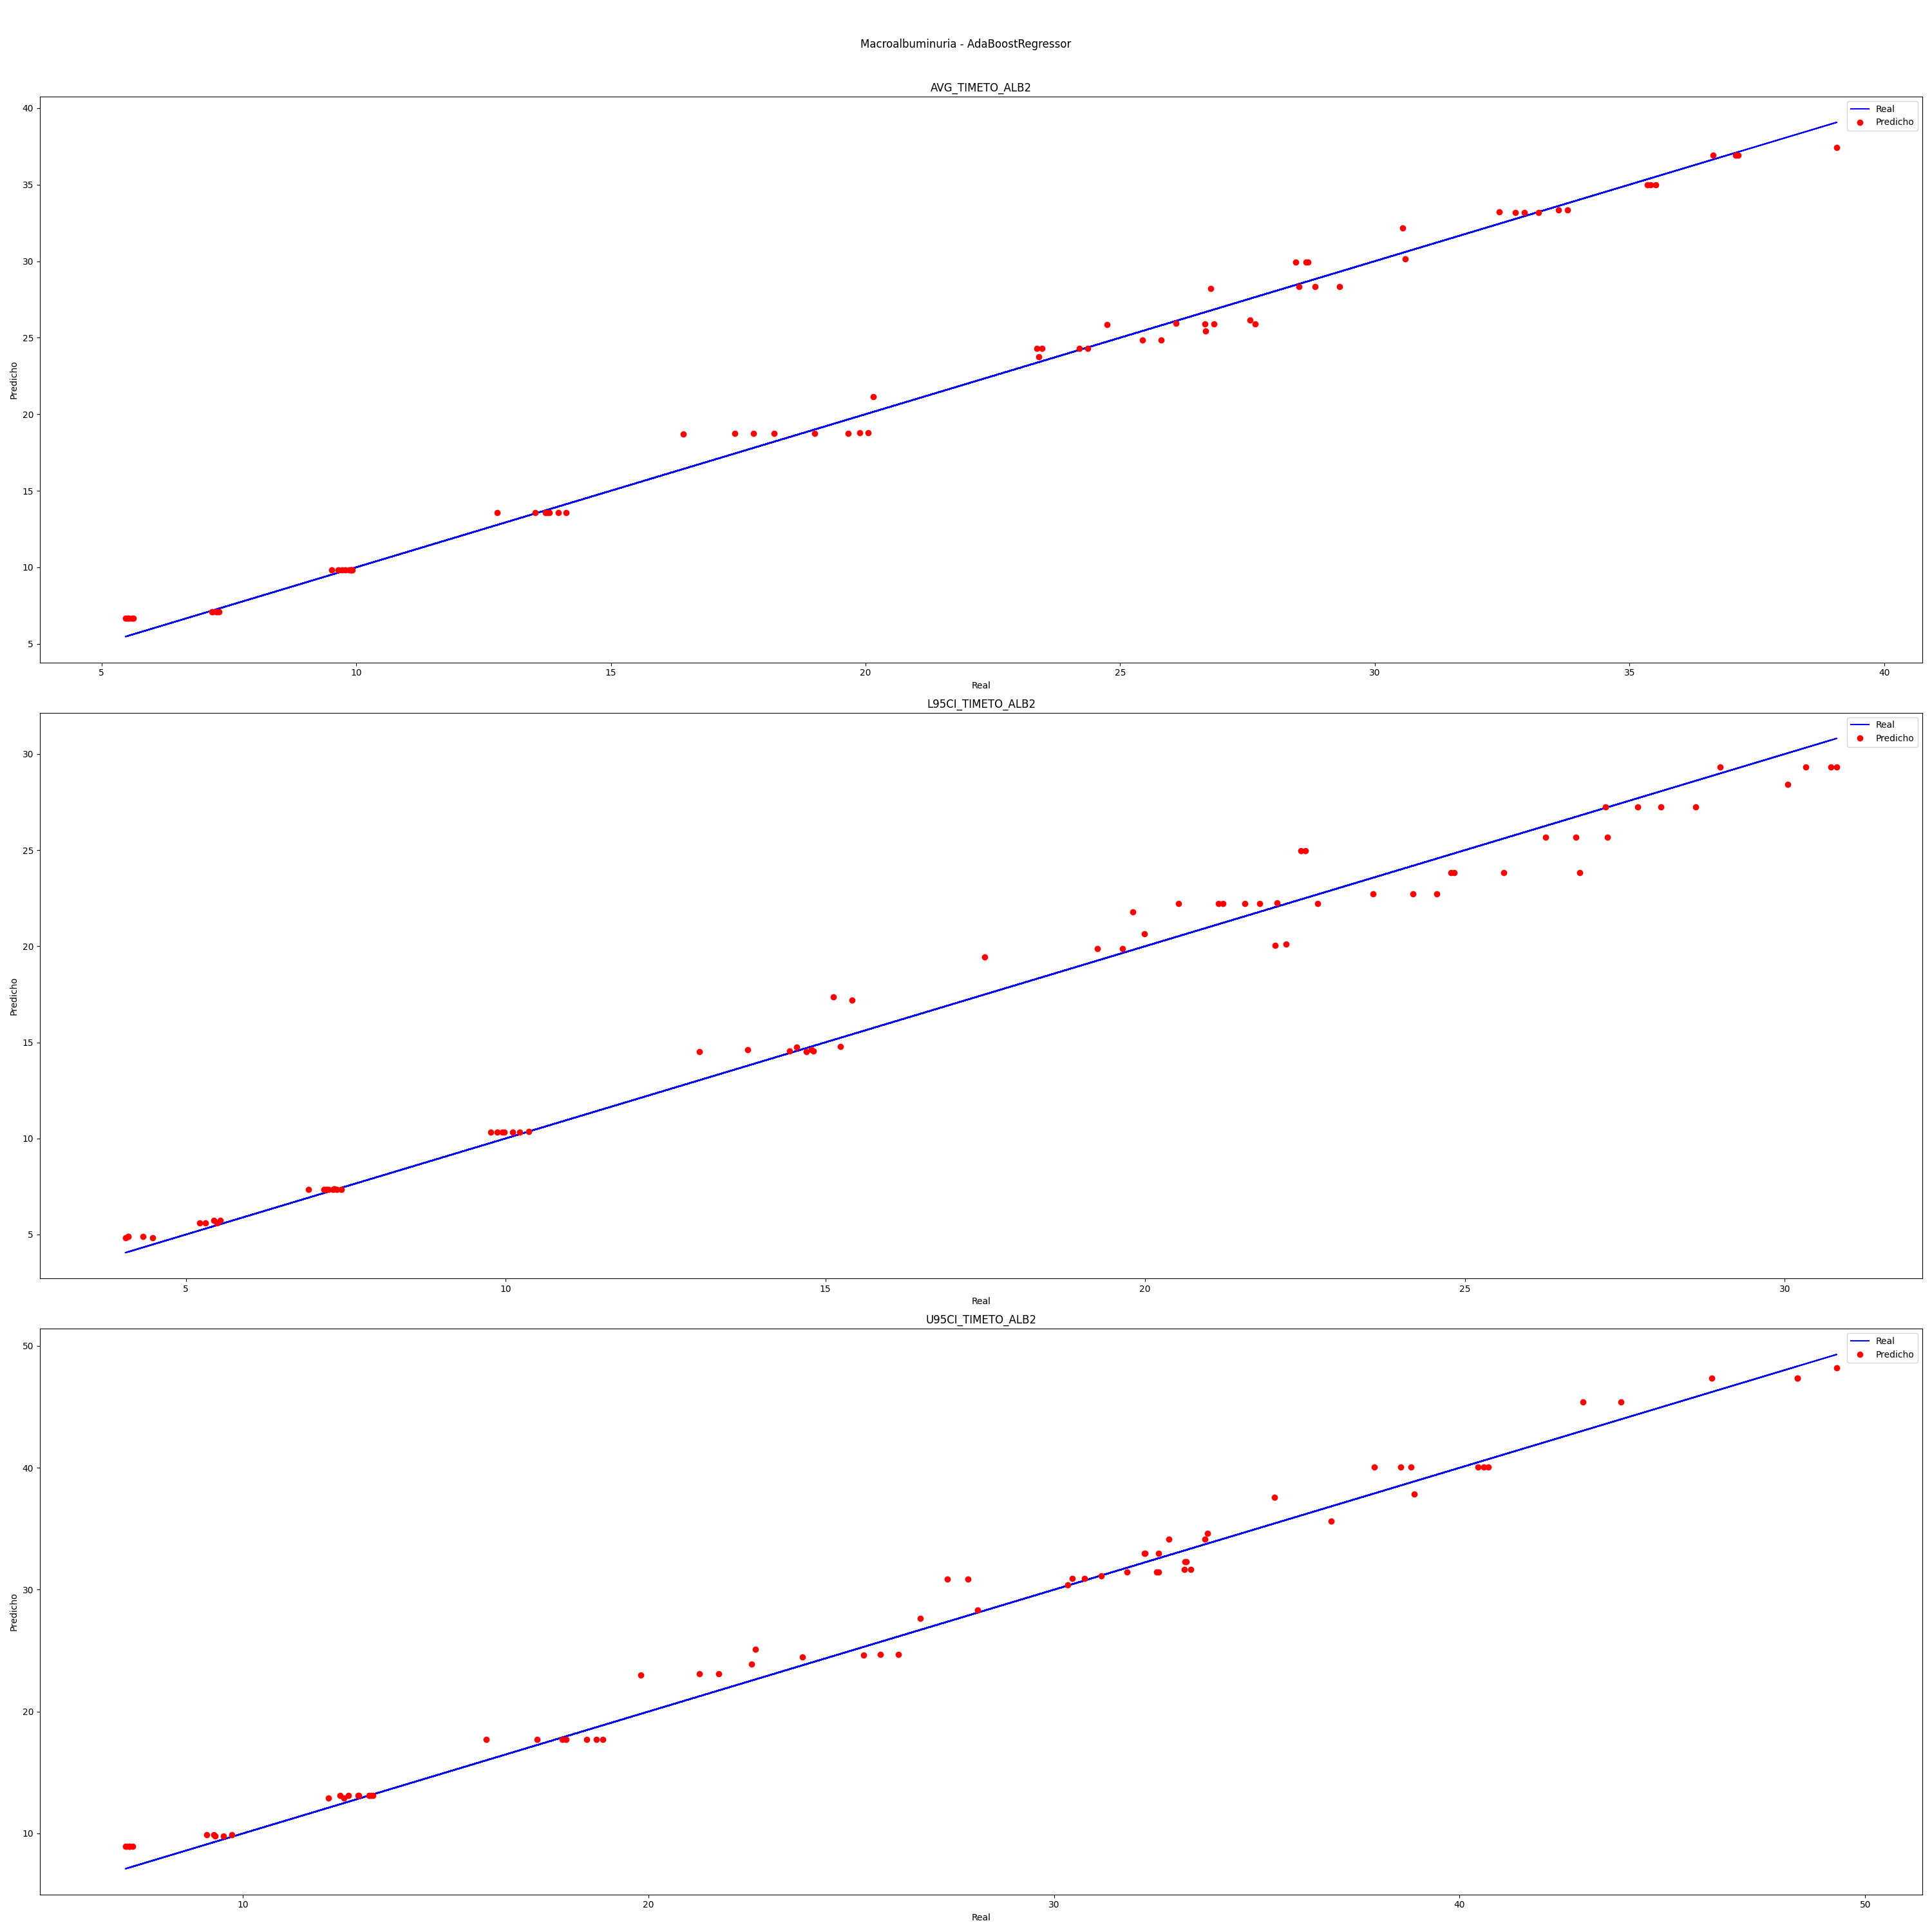 Macroalbuminuria - AdaBoostRegressor
AVG_TIMETO_ALB2
40
35
30
25
20
15
10
5
Predicho
Real
Predicho
5 10 15 20 25 30 35 40
Real
L95CI_TIMETO_ALB2
30
25
20
15
10
5
Predicho
Real
Predicho
5 10 15 20 25 30
Real
U95CI_TIMETO_ALB2
50
40
30
20
10
Predicho
Real
Predicho
10 20 30 40 50
Real